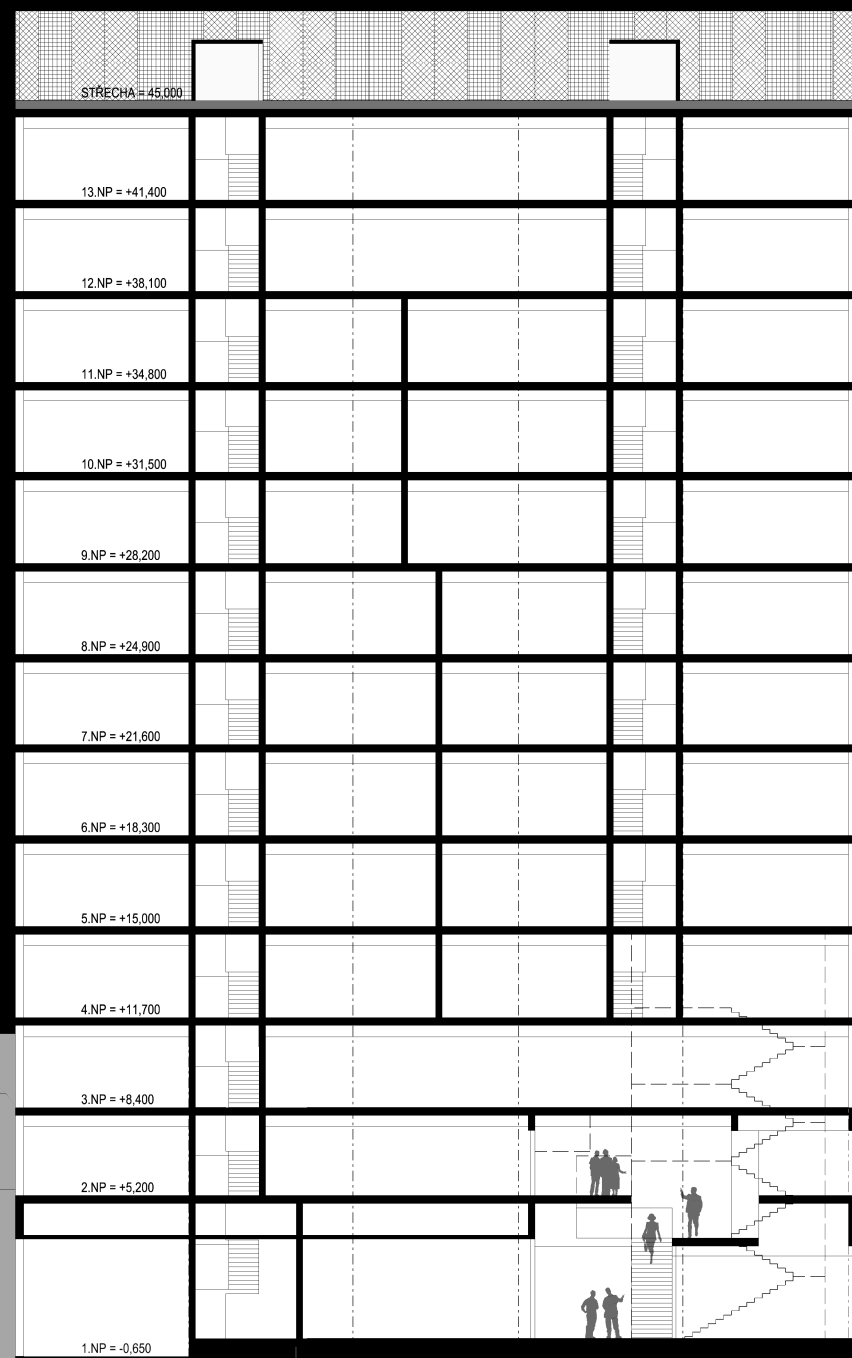 STŘECHA = 45,000
13.NP = +41,400
12.NP = +38,100
11.NP = +34,800
10.NP = +31,500
9.NP = +28,200
8.NP = +24,900
7.NP = +21,600
6.NP = +18,300
5.NP = +15,000
4.NP = +11,700
3.NP = +8,400
2.NP = +5,200
1.NP = -0,650